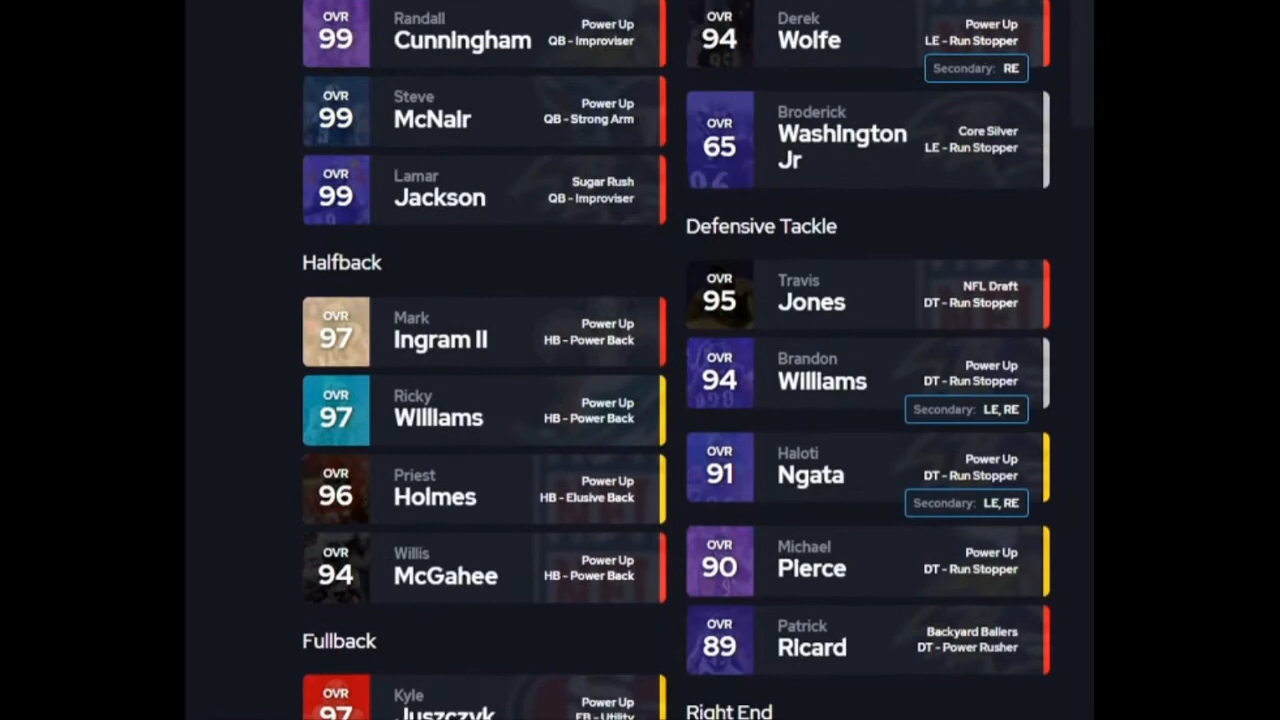 OVR
99
Randall
Cunningham
Power Up
QB - Improviser
OVR
99
Steve
McNair
Power Up
QB - Strong Arm
OVR
99
Lamar
Jackson
Sugar Rush
QB - Improviser
Halfback
OVR
97
Mark
Ingram II
Power Up
HB - Power Back
OVR
97
Ricky
Williams
Power Up
HB - Power Back
OVR
96
Priest
Holmes
Power Up
HB - Elusive Back
OVR
94
Willis
McGahee
Power Up
HB - Power Back
Fullback
OVR
97
Kyle
Juszczyk
Power Up
FB - Utility
OVR
94
Derek
Wolfe
Power Up
LE - Run Stopper
Secondary: RE
OVR
65
Broderick
Washington
Jr
Core Silver
LE - Run Stopper
Defensive Tackle
OVR
95
Travis
Jones
NFL Draft
DT - Run Stopper
OVR
94
Brandon
Williams
Power Up
DT - Run Stopper
Secondary: LE, RE
OVR
91
Haloti
Ngata
Power Up
DT - Run Stopper
Secondary: LE, RE
OVR
90
Michael
Pierce
Power Up
DT - Run Stopper
OVR
89
Patrick
Ricard
Backyard Ballers
DT - Power Rusher
Right End